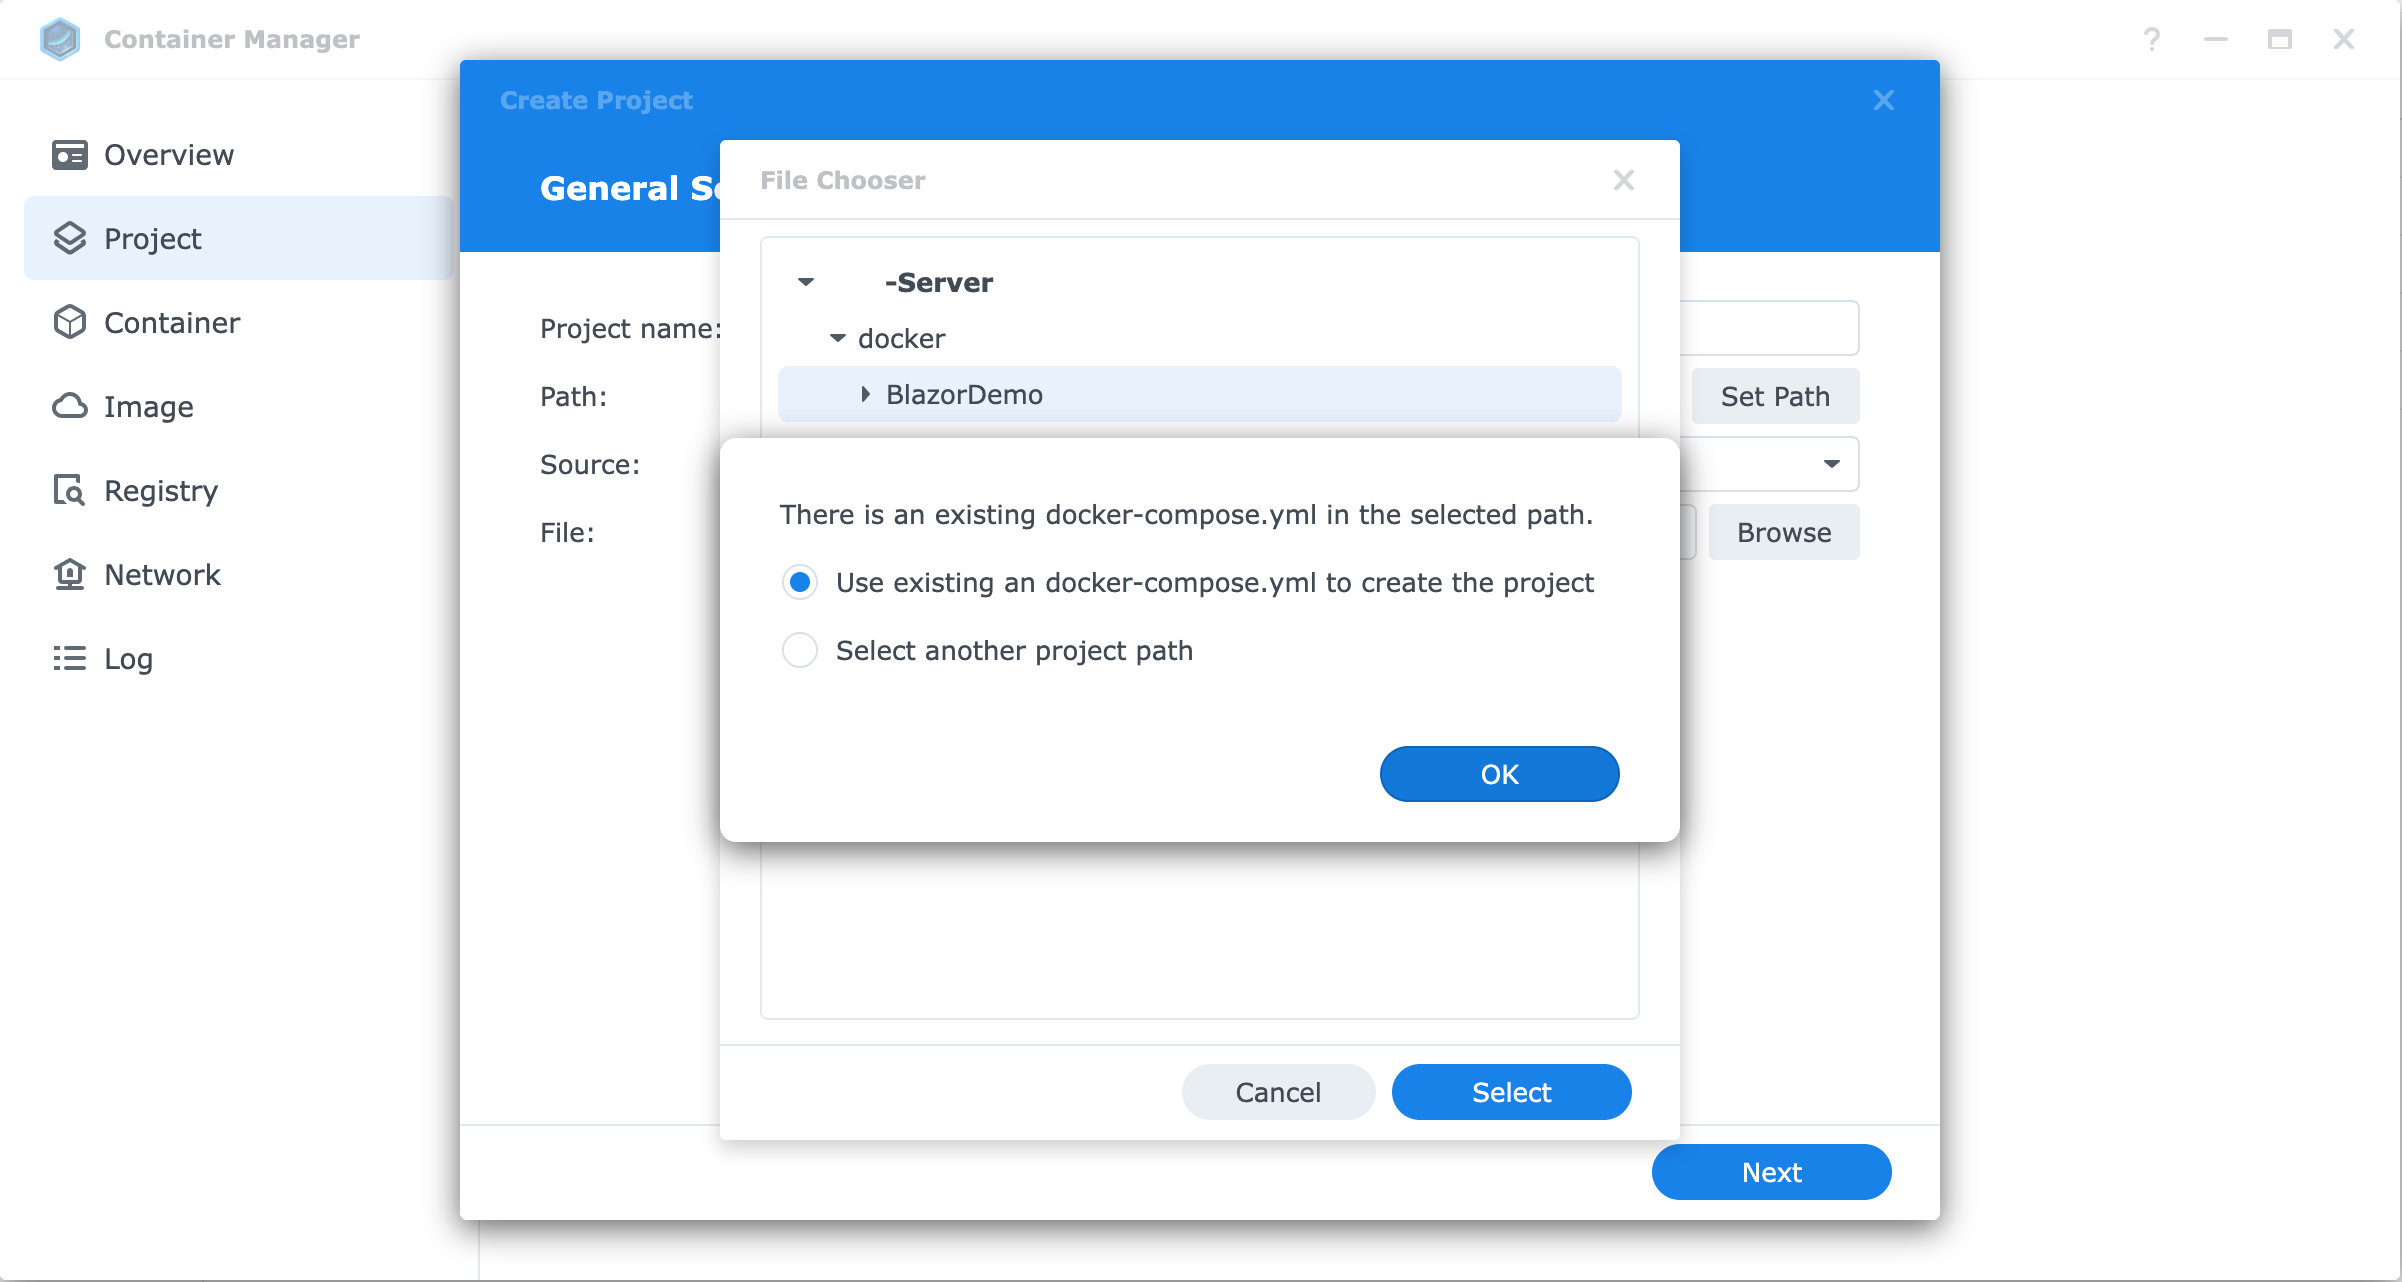 Container Manager
?
Overview
Project
Container
Image
Registry
Network
Log
Create Project
General Se
Project name:
Path:
Set Path
Source:
File:
Browse
File Chooser
-Server
docker
BlazorDemo
There is an existing docker-compose.yml in the selected path.
Use existing an docker-compose.yml to create the project
Select another project path
OK
Cancel
Select
Next